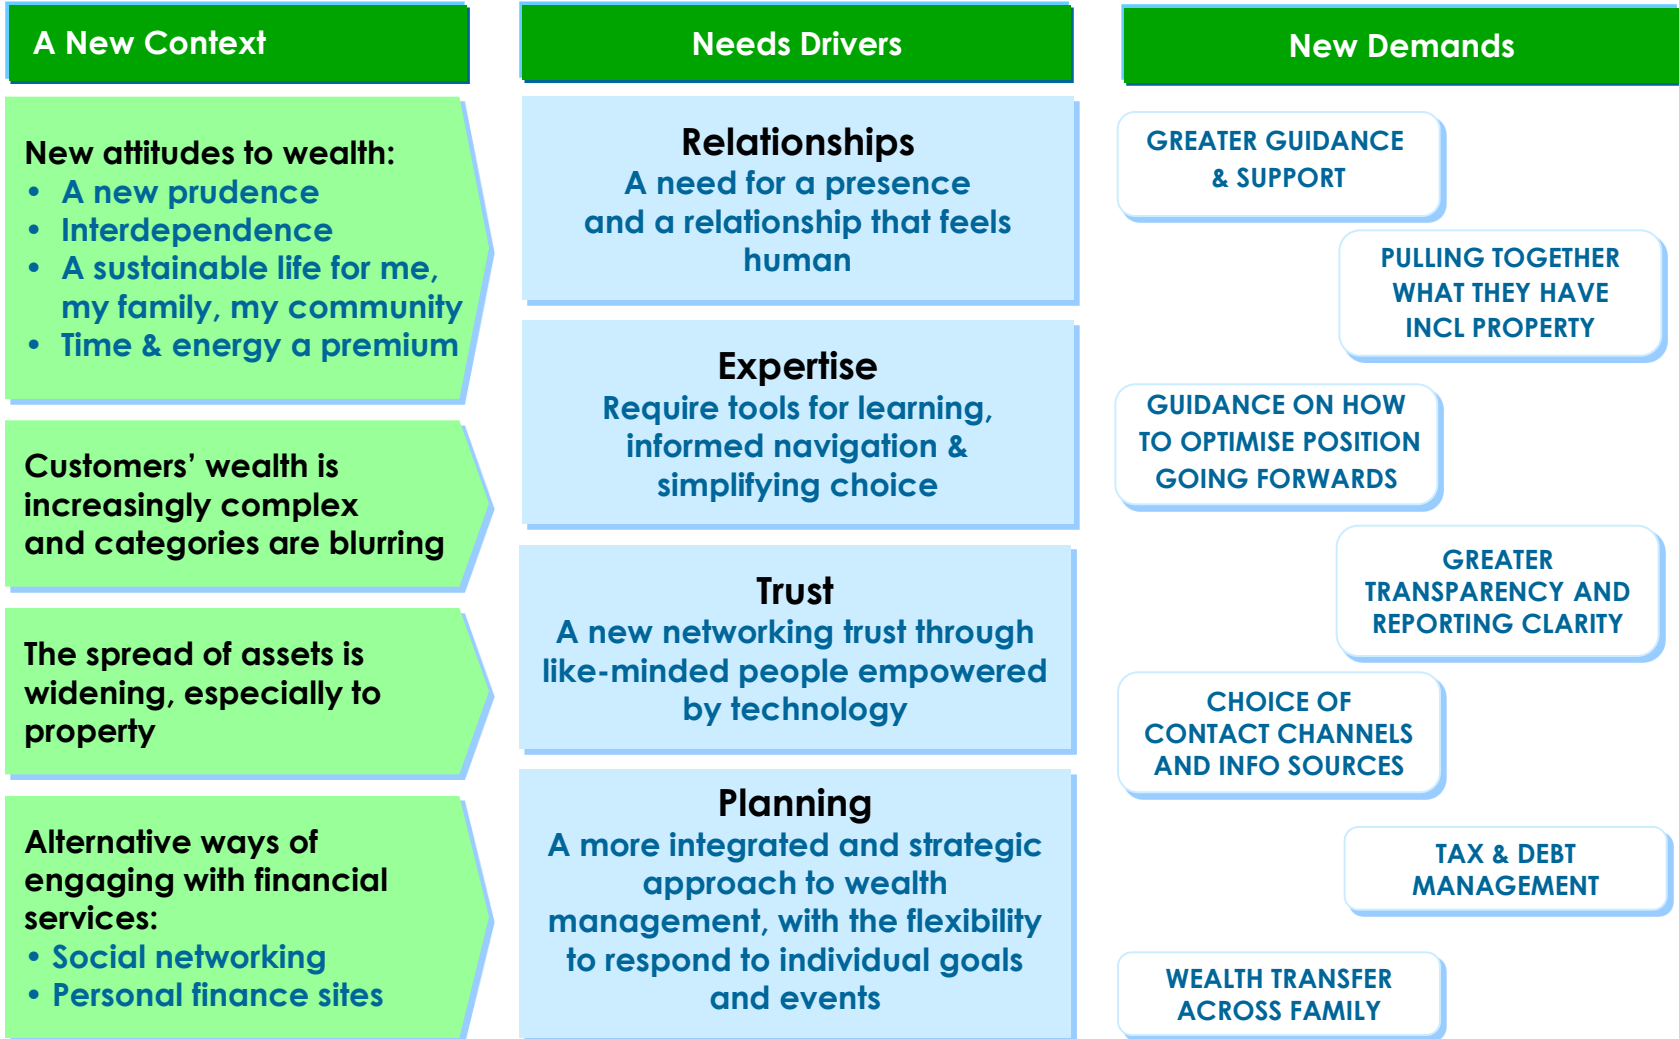 A New Context
New attitudes to wealth:
• A new prudence
• Interdependence
• A sustainable life for me,
my family, my community
• Time & energy a premium
Customers’ wealth is
increasingly complex
and categories are blurring
The spread of assets is
widening, especially to
property
Alternative ways of
engaging with financial
services:
• Social networking
• Personal finance sites
Needs Drivers
Relationships
A need for a presence
and a relationship that feels
human
Expertise
Require tools for learning,
informed navigation &
simplifying choice
Trust
A new networking trust through
like-minded people empowered
by technology
Planning
A more integrated and strategic
approach to wealth
management, with the flexibility
to respond to individual goals
and events
New Demands
GREATER GUIDANCE
& SUPPORT
PULLING TOGETHER
WHAT THEY HAVE
INCL PROPERTY
GUIDANCE ON HOW
TO OPTIMISE POSITION
GOING FORWARDS
GREATER
TRANSPARENCY AND
REPORTING CLARITY
CHOICE OF
CONTACT CHANNELS
AND INFO SOURCES
TAX & DEBT
MANAGEMENT
WEALTH TRANSFER
ACROSS FAMILY